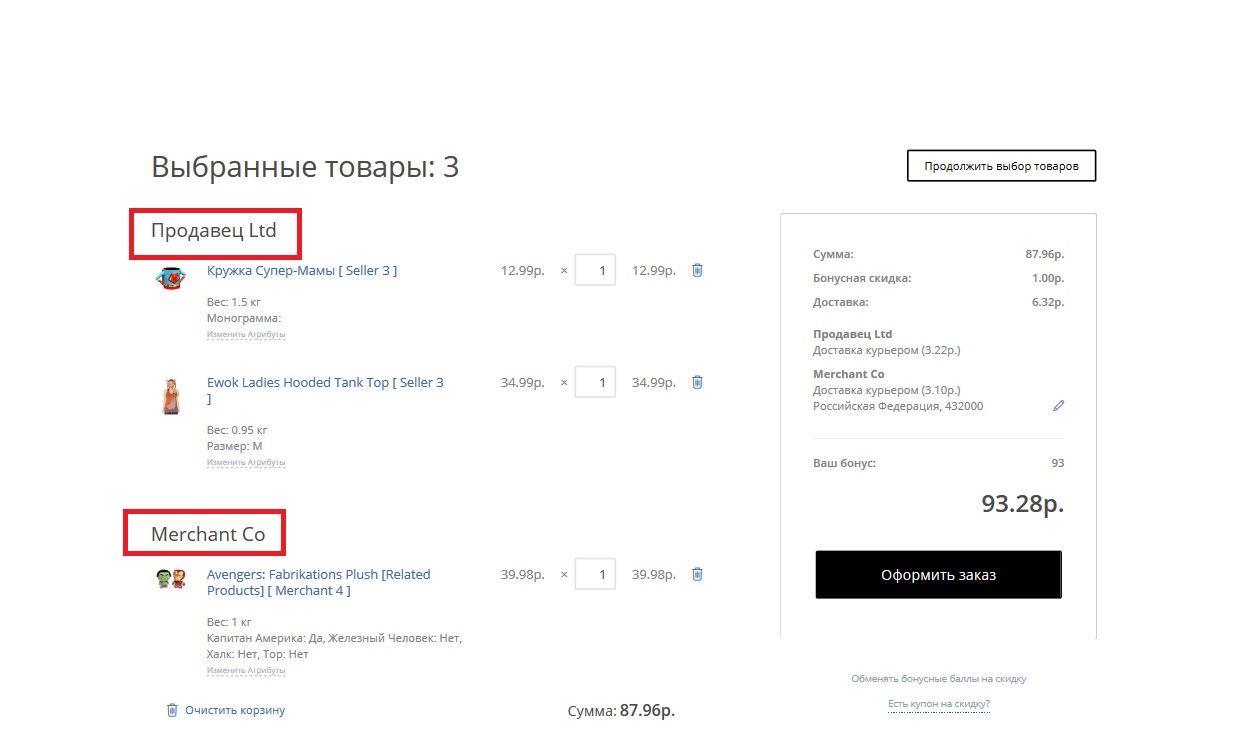 Выбранные товары: 3
Продолжить выбор товаров
Продавец Ltd
Кружка Супер-Мамы [ Seller 3 ]
12.99р. × 1 12.99р.
Вес: 1.5 кг
Монограмма:
Изменить Атрибуты
Ewok Ladies Hooded Tank Top [ Seller 3
]
34.99р. × 1 34.99р.
Вес: 0.95 кг
Размер: M
Изменить Атрибуты
Merchant Co
Avengers: Fabrikations Plush [Related
Products] [ Merchant 4 ]
39.98р. × 1 39.98р.
Вес: 1 кг
Капитан Америка: Да, Железный Человек: Нет,
Халк: Нет, Тор: Нет
Изменить Атрибуты
Очистить корзину
Сумма: 87.96р.
Сумма: 87.96р.
Бонусная скидка: 1.00р.
Доставка: 6.32р.
Продавец Ltd
Доставка курьером (3.22р.)
Merchant Co
Доставка курьером (3.10р.)
Российская Федерация, 432000
Ваш бонус: 93
93.28р.
Оформить заказ
Обменять бонусные баллы на скидку
Есть купон на скидку?